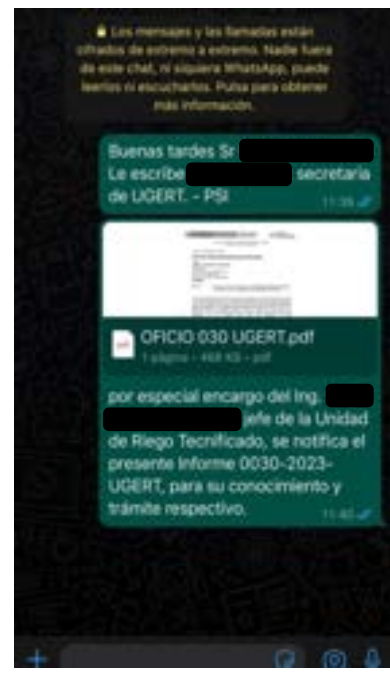 Los mensajes y las llamadas están
cifrados de extremo a extremo. Nadie fuera
de este chat, ni siquiera WhatsApp, puede
leerlos ni escucharlos. Pulsa para obtener
más información.
Buenas tardes Sr
Le escribe secretaria
de UGERT. - PSI
11:39
OFICIO 030 UGERT.pdf
1 página • 468 KB • pdf
por especial encargo del Ing.
jefe de la Unidad
de Riego Tecnificado, se notifica el
presente Informe 0030-2023-
UGERT, para su conocimiento y
trámite respectivo.
11:40